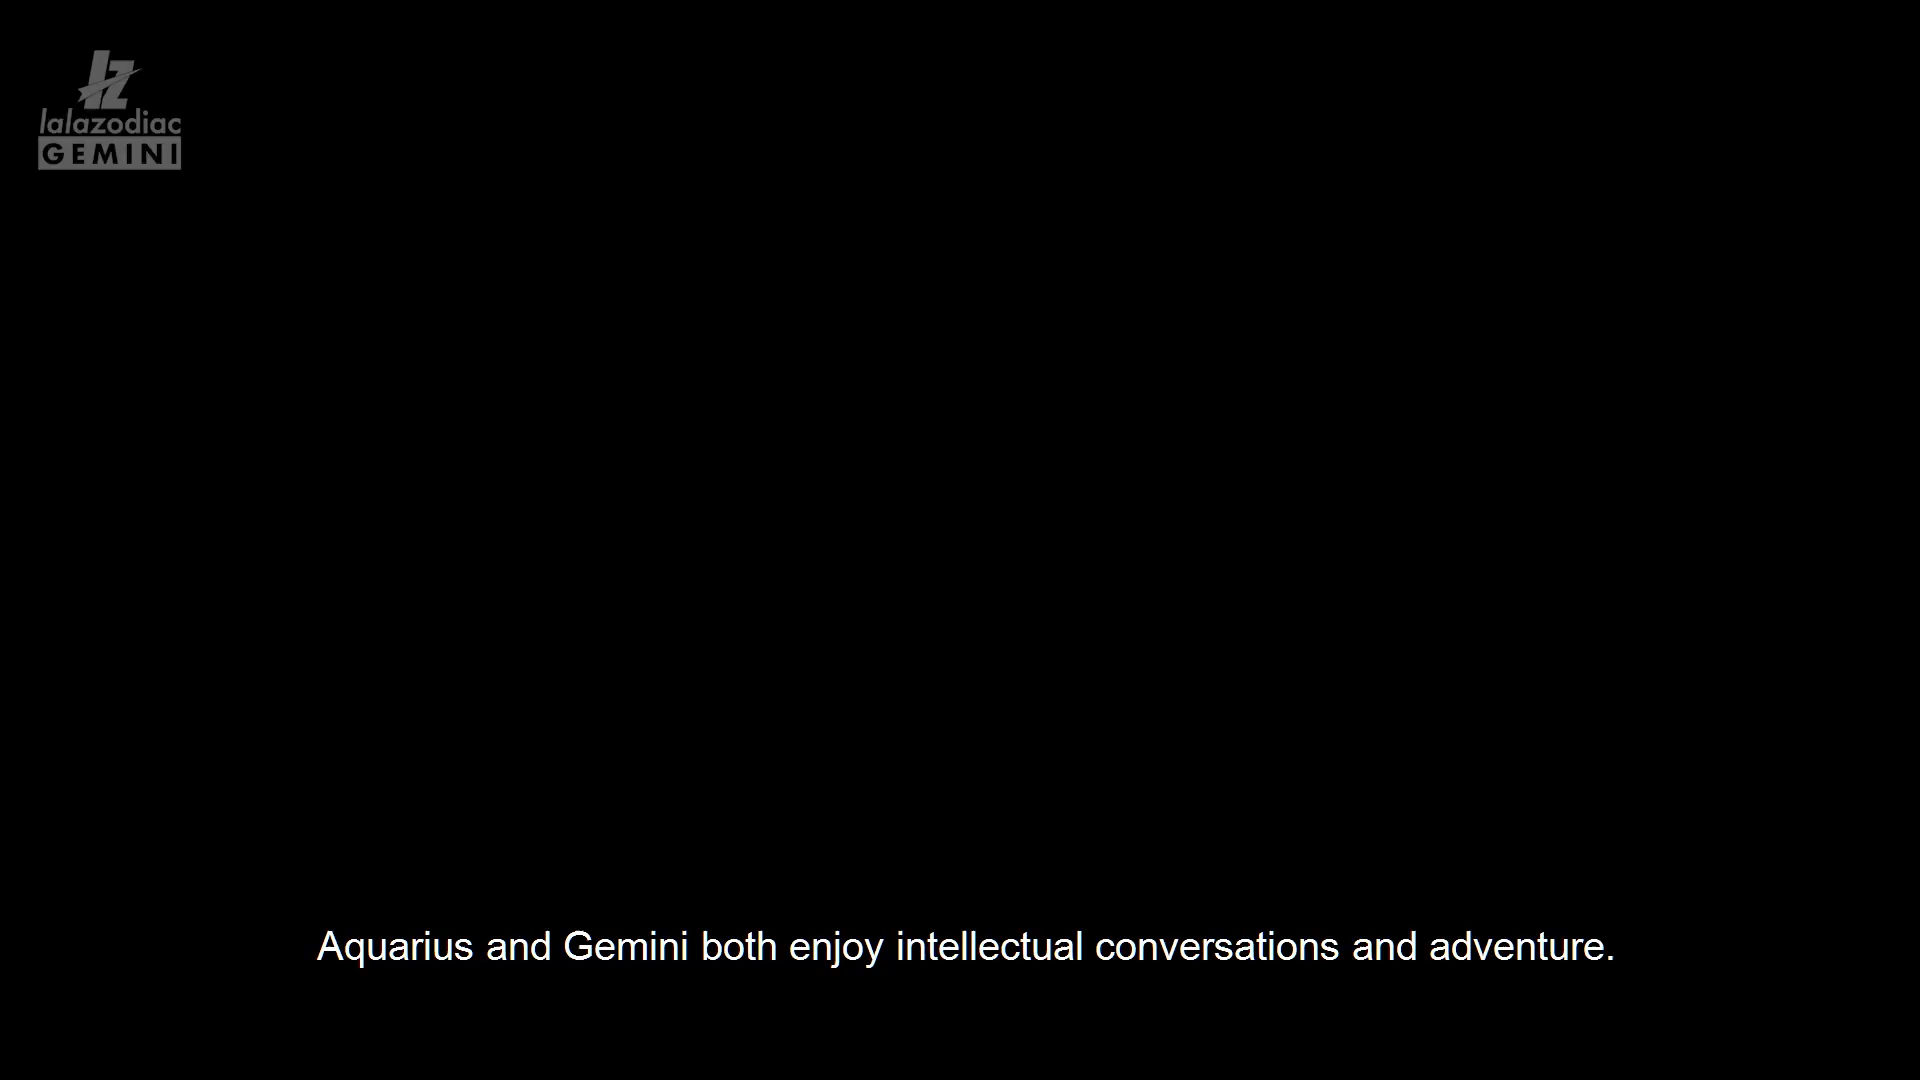 lz
lalazodiac
GEMINI
Aquarius and Gemini both enjoy intellectual conversations and adventure.